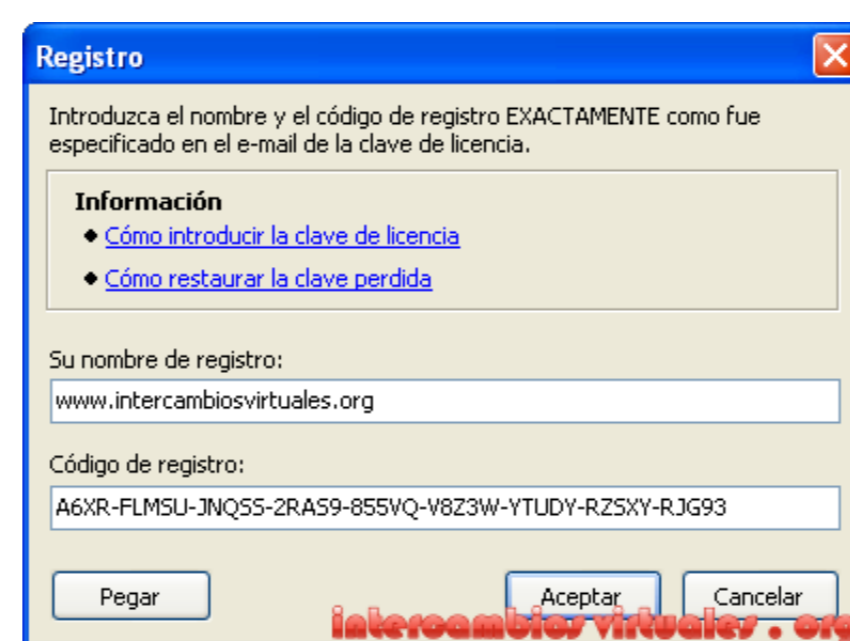 Registro
Introduzca el nombre y el código de registro EXACTAMENTE como fue
especificado en el e-mail de la clave de licencia.
Información
Cómo introducir la clave de licencia
Cómo restaurar la clave perdida
Su nombre de registro:
www.intercambiosvirtuales.org
Código de registro:
A6XR-FLMSU-JNQSS-2RAS9-855VQ-V8Z3W-YTUDY-RZSXY-RJG93
Pegar
Aceptar
Cancelar
intercambios virtuales . org